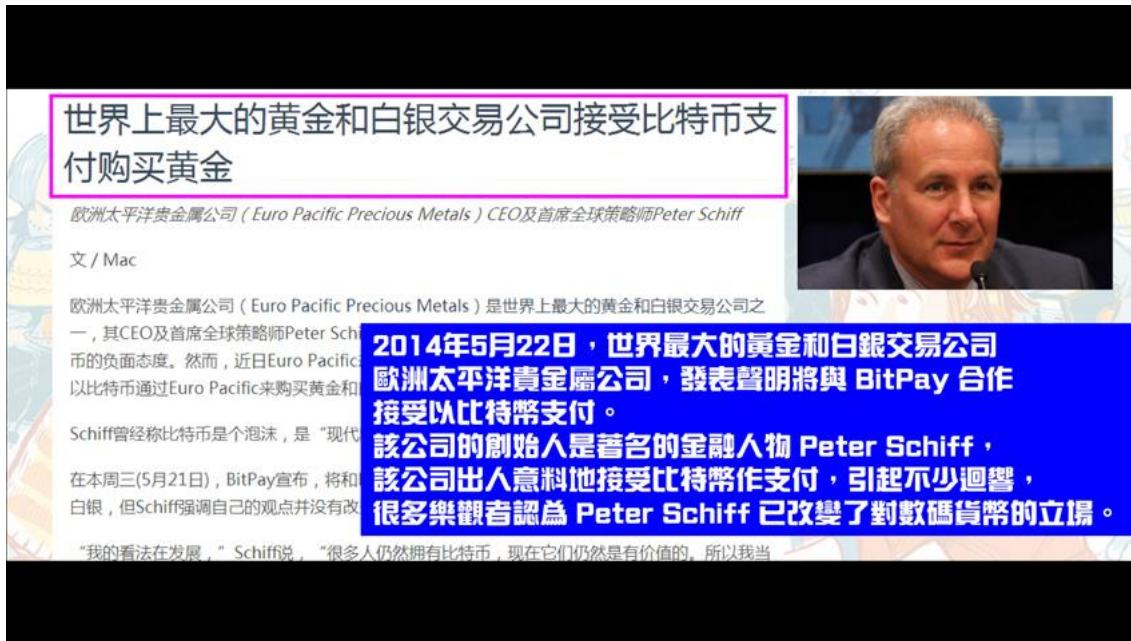 世界上最大的黄金和白银交易公司接受比特币支
付购买黄金
欧洲太平洋贵金属公司（Euro Pacific Precious Metals）CEO及首席全球策略师Peter Schiff
文 / Mac
欧洲太平洋贵金属公司（Euro Pacific Precious Metals）是世界上最大的黄金和白银交易公司之
一，其CEO及首席全球策略师Peter Schi
币的负面态度。然而，近日Euro Pacific
以比特币通过Euro Pacific来购买黄金和
Schiff曾经称比特币是个泡沫，是“现代
在本周三(5月21日)，BitPay宣布，将和
白银，但Schiff强调自己的观点并没有改
“我的看法在发展，”Schiff说，“很多人仍然拥有比特币，现在它们仍然是有价值的。所以我当
2014年5月22日，世界最大的黃金和白銀交易公司
歐洲太平洋貴金屬公司，發表聲明將與 BitPay 合作
接受以比特幣支付。
該公司的創始人是著名的金融人物 Peter Schiff，
該公司出人意料地接受比特幣作支付，引起不少迴響，
很多樂觀者認為 Peter Schiff 已改變了對數碼貨幣的立場。